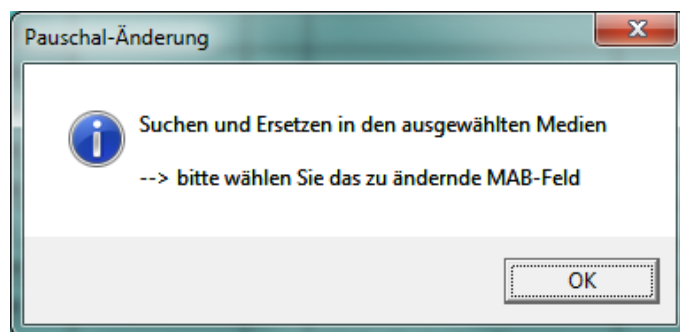 Pauschal-Änderung
Suchen und Ersetzen in den ausgewählten Medien
--> bitte wählen Sie das zu ändernde MAB-Feld
OK